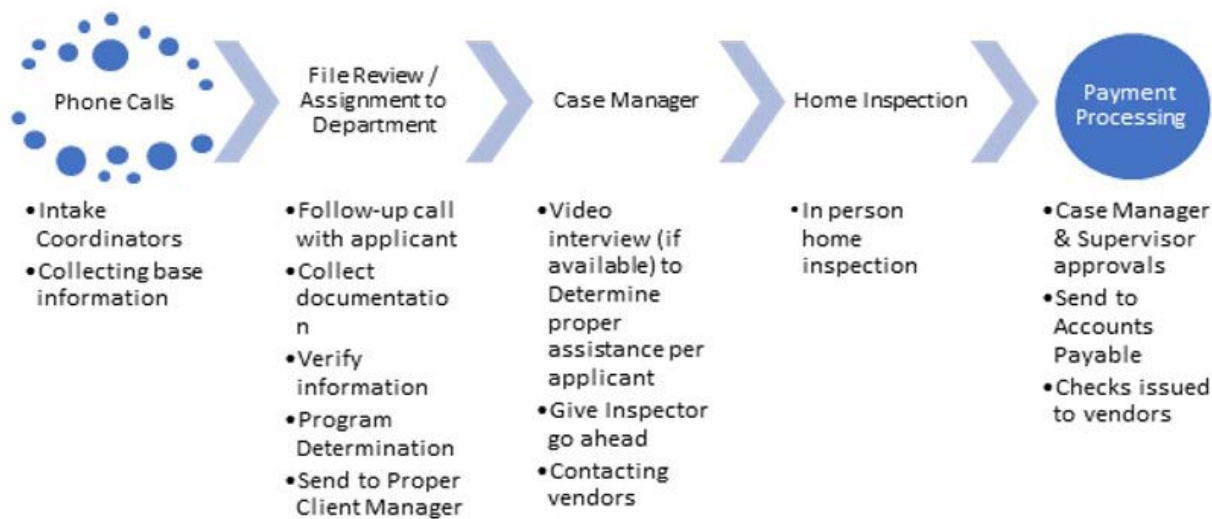 Phone Calls
•Intake
Coordinators
•Collecting base
information
File Review /
Assignment to
Department
•Follow-up call
with applicant
•Collect
documentatio
n
•Verify
information
•Program
Determination
•Send to Proper
Client Manager
Case Manager
•Video
interview (if
available) to
Determine
proper
assistance per
applicant
•Give Inspector
go ahead
•Contacting
vendors
Home Inspection
•In person
home
inspection
Payment
Processing
•Case Manager
& Supervisor
approvals
•Send to
Accounts
Payable
•Checks issued
to vendors